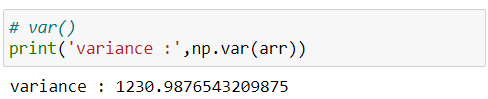 # var()
print('variance :',np.var(arr))
variance : 1230.9876543209875